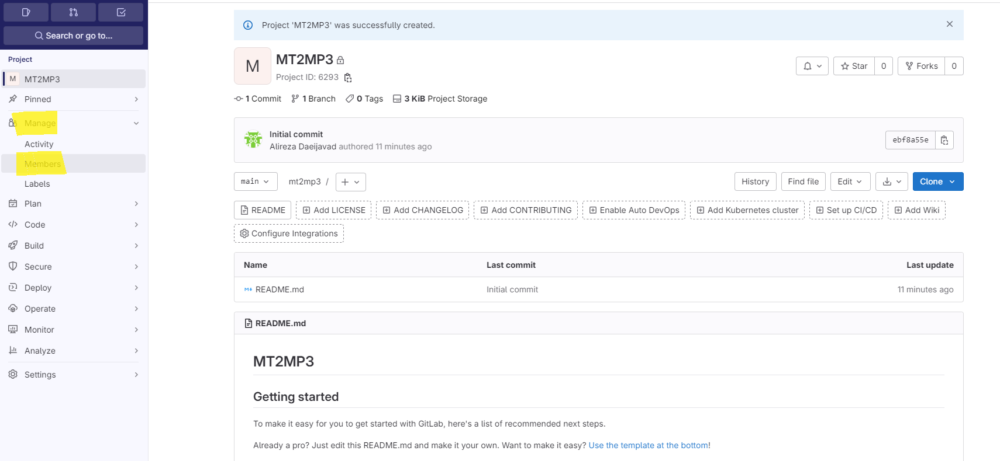 Search or go to...
Project
M MT2MP3
Pinned
Manage
Activity
Members
Labels
Plan
Code
Build
Secure
Deploy
Operate
Monitor
Analyze
Settings
Project 'MT2MP3' was successfully created.
M
MT2MP3
Project ID: 6293
Star 0
Forks 0
1 Commit 1 Branch 0 Tags 3 KiB Project Storage
Initial commit
Alireza Daeijavad authored 11 minutes ago
ebf8a55e
main mt2mp3 / +
History Find file Edit Clone
README Add LICENSE Add CHANGELOG Add CONTRIBUTING Enable Auto DevOps Add Kubernetes cluster Set up CI/CD Add Wiki
Configure Integrations
Name Last commit Last update
README.md Initial commit 11 minutes ago
README.md
MT2MP3
Getting started
To make it easy for you to get started with GitLab, here's a list of recommended next steps.
Already a pro? Just edit this README.md and make it your own. Want to make it easy? Use the template at the bottom!